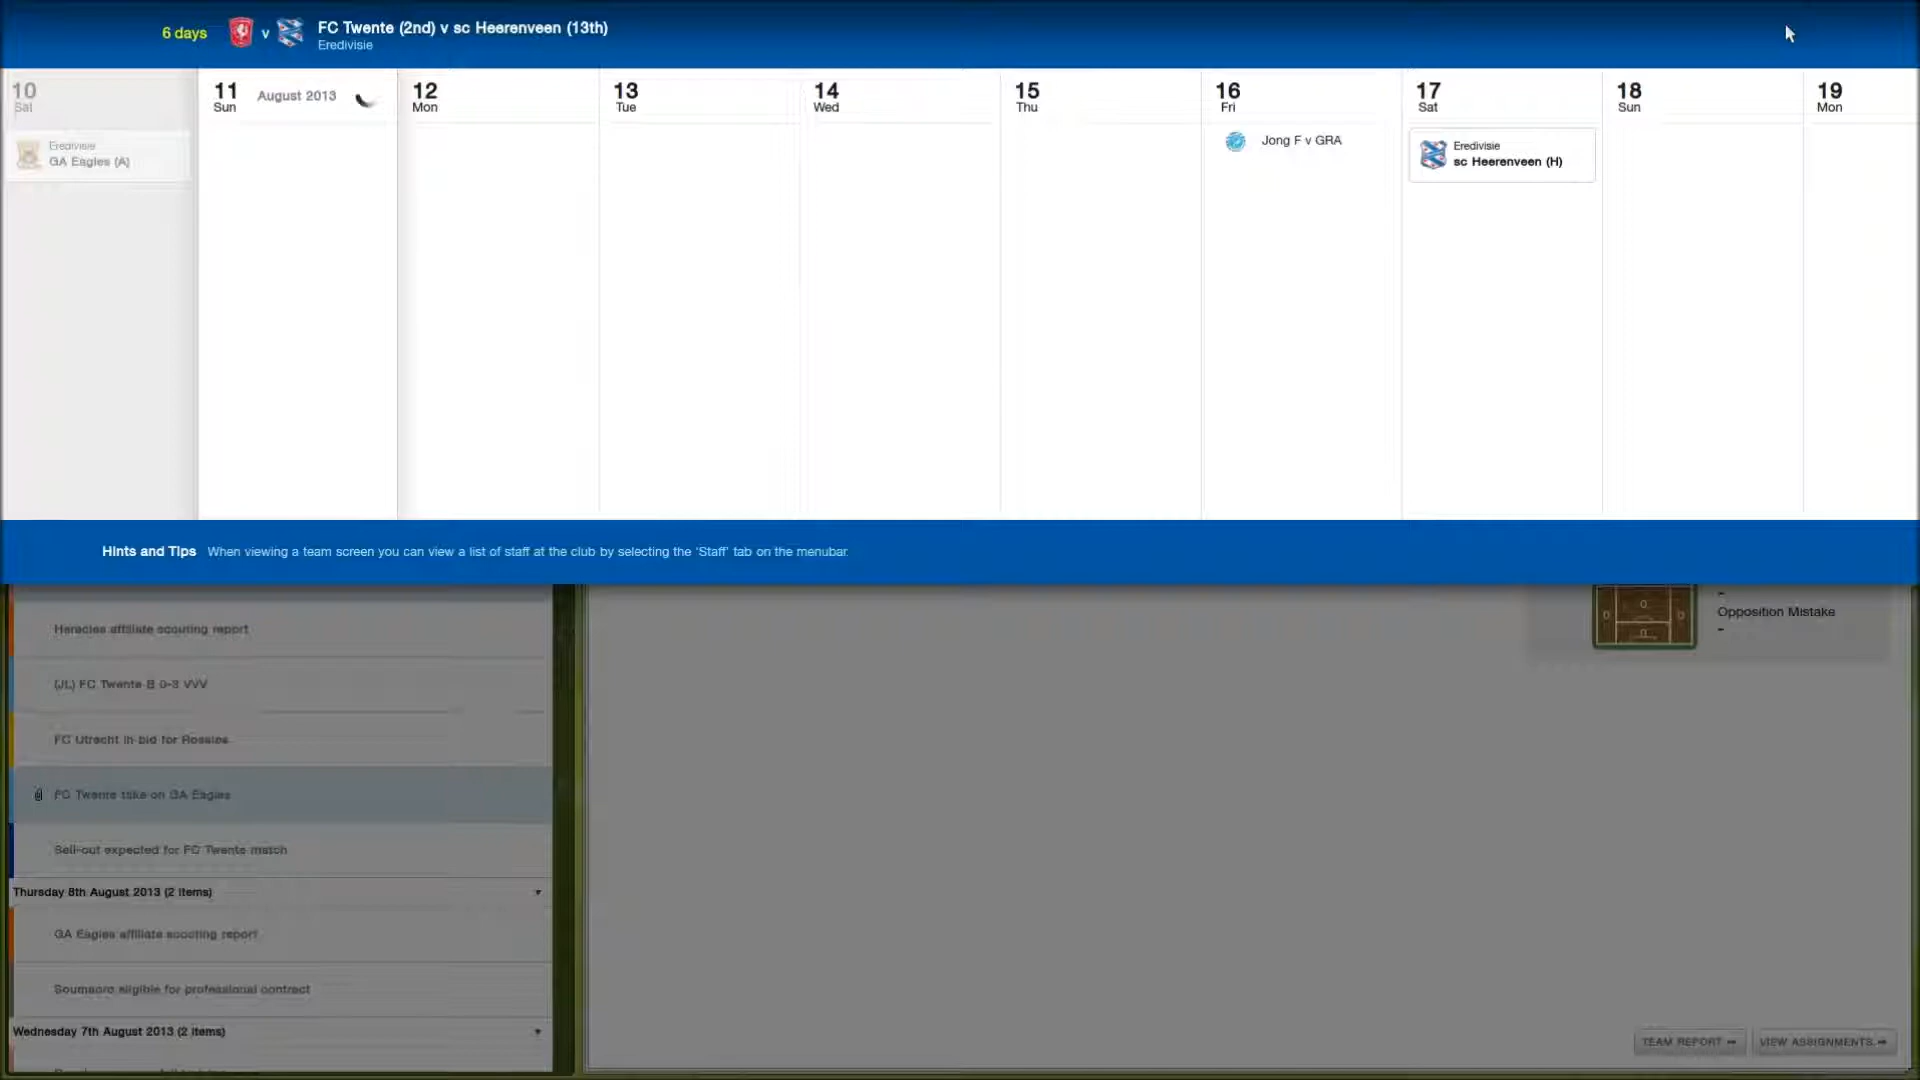 6 days
v
FC Twente (2nd) v sc Heerenveen (13th)
Eredivisie
10
Sat
11
Sun
August 2013
12
Mon
13
Tue
14
Wed
15
Thu
16
Fri
17
Sat
18
Sun
19
Mon
Eredivisie
GA Eagles (A)
Jong F v GRA
Eredivisie
sc Heerenveen (H)
Hints and Tips When viewing a team screen you can view a list of staff at the club by selecting the 'Staff' tab on the menubar.
Heracles affiliate scouting report
(JL) FC Twente B 0-3 VVV
FC Utrecht in bid for Rosales
FC Twente take on GA Eagles
Sell-out expected for FC Twente match
Thursday 8th August 2013 (2 items)
GA Eagles affiliate scouting report
Soumaoro eligible for professional contract
Wednesday 7th August 2013 (2 items)
0
0
0
0
-
Opposition Mistake
-
TEAM REPORT
VIEW ASSIGNMENTS